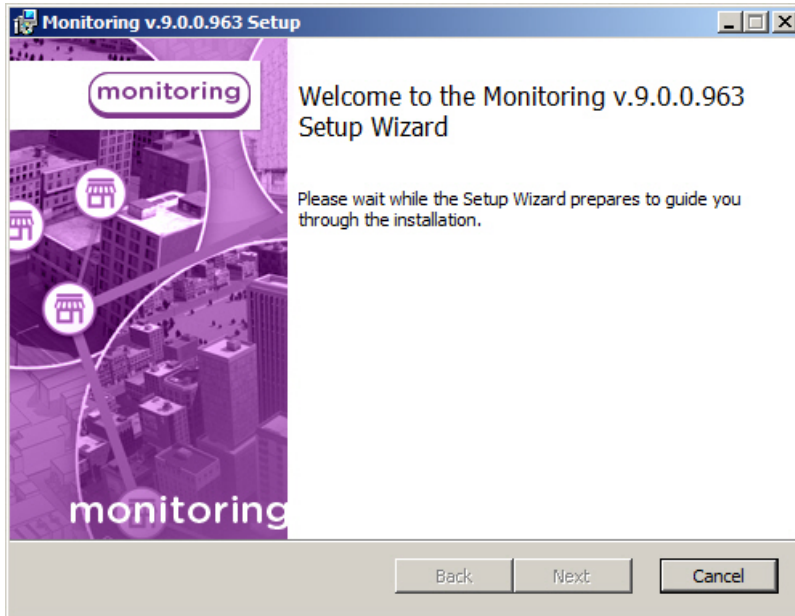 Monitoring v.9.0.0.963 Setup
monitoring
Welcome to the Monitoring v.9.0.0.963
Setup Wizard
Please wait while the Setup Wizard prepares to guide you
through the installation.
monitoring
Back
Next
Cancel